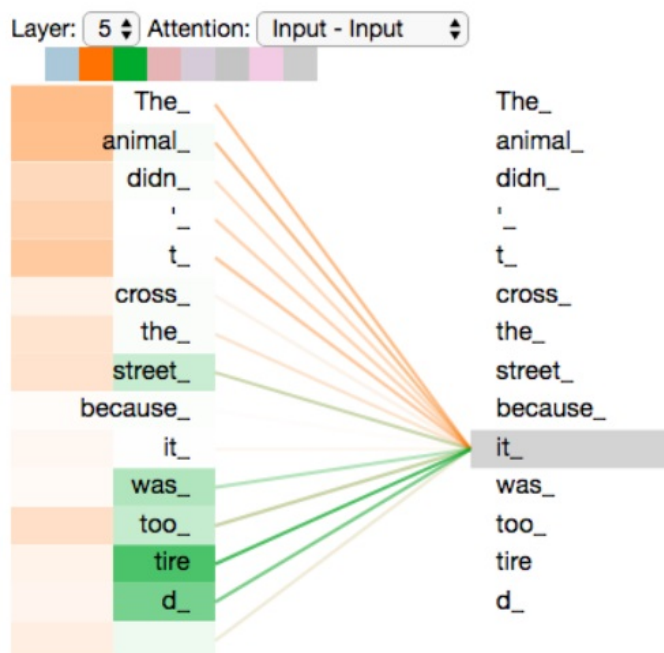 Layer: 5 Attention: Input - Input
The_ The_
animal_ animal_
didn_ didn_
'_ '_
t_ t_
cross_ cross_
the_ the_
street_ street_
because_ because_
it_ it_
was_ was_
too_ too_
tire tire
d_ d_